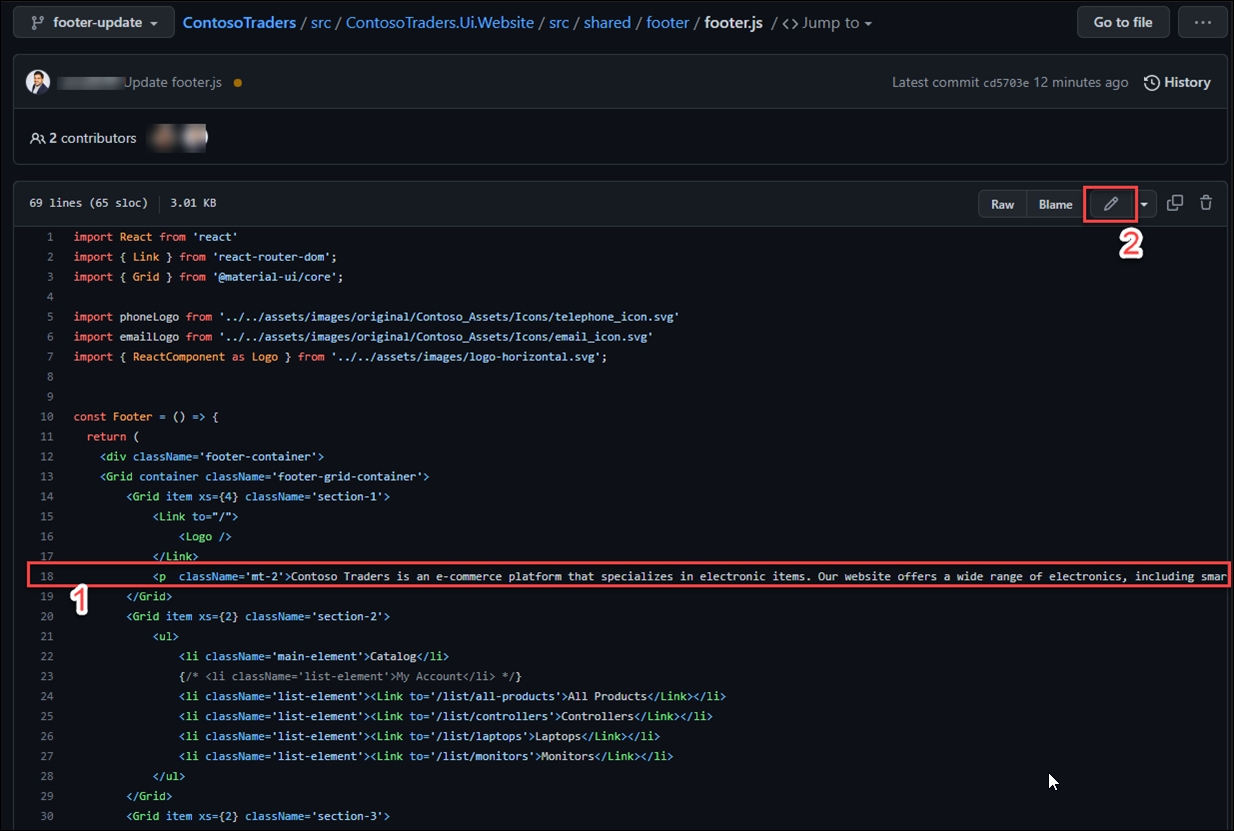 footer-update ContosoTraders / src / ContosoTraders.Ui.Website / src / shared / footer / footer.js / <> Jump to Go to file ...
Update footer.js Latest commit cd5703e 12 minutes ago History
2 contributors
69 lines (65 sloc) 3.01 KB Raw Blame
2
1 import React from 'react'
2 import { Link } from 'react-router-dom';
3 import { Grid } from '@material-ui/core';
4
5 import phoneLogo from '../../assets/images/original/Contoso_Assets/Icons/telephone_icon.svg'
6 import emailLogo from '../../assets/images/original/Contoso_Assets/Icons/email_icon.svg'
7 import { ReactComponent as Logo } from '../../assets/images/logo-horizontal.svg';
8
9
10 const Footer = () => {
11 return (
12 <div className='footer-container'>
13 <Grid container className='footer-grid-container'>
14 <Grid item xs={4} className='section-1'>
15 <Link to="/">
16 <Logo />
17 </Link>
18 <p className='mt-2'>Contoso Traders is an e-commerce platform that specializes in electronic items. Our website offers a wide range of electronics, including smar
1
19 </Grid>
20 <Grid item xs={2} className='section-2'>
21 <ul>
22 <li className='main-element'>Catalog</li>
23 {/* <li className='list-element'>My Account</li> */}
24 <li className='list-element'><Link to='/list/all-products'>All Products</Link></li>
25 <li className='list-element'><Link to='/list/controllers'>Controllers</Link></li>
26 <li className='list-element'><Link to='/list/laptops'>Laptops</Link></li>
27 <li className='list-element'><Link to='/list/monitors'>Monitors</Link></li>
28 </ul>
29 </Grid>
30 <Grid item xs={2} className='section-3'>